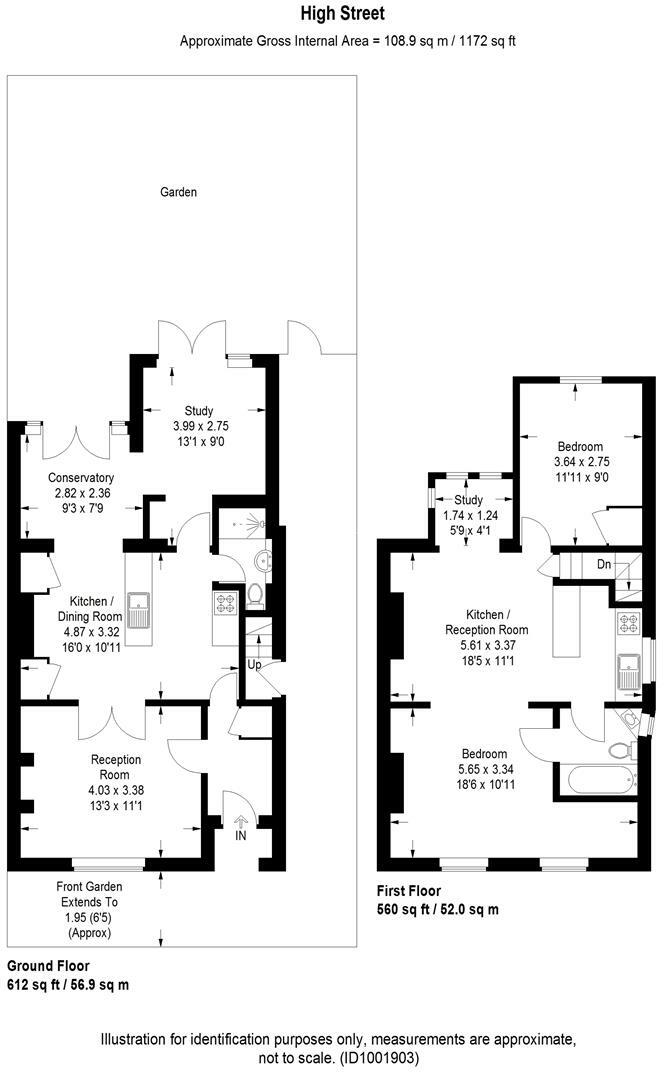 High Street
Approximate Gross Internal Area = 108.9 sq m / 1172 sq ft
Garden
Study
3.99 x 2.75
13'1 x 9'0
Conservatory
2.82 x 2.36
9'3 x 7'9
Kitchen /
Dining Room
4.87 x 3.32
16'0 x 10'11
Up
Reception
Room
4.03 x 3.38
13'3 x 11'1
IN
Front Garden
Extends To
1.95 (6'5)
(Approx)
Ground Floor
612 sq ft / 56.9 sq m
Bedroom
3.64 x 2.75
11'11 x 9'0
Study
1.74 x 1.24
5'9 x 4'1
Dn
Kitchen /
Reception Room
5.61 x 3.37
18'5 x 11'1
Bedroom
5.65 x 3.34
18'6 x 10'11
First Floor
560 sq ft / 52.0 sq m
Illustration for identification purposes only, measurements are approximate,
not to scale. (ID1001903)